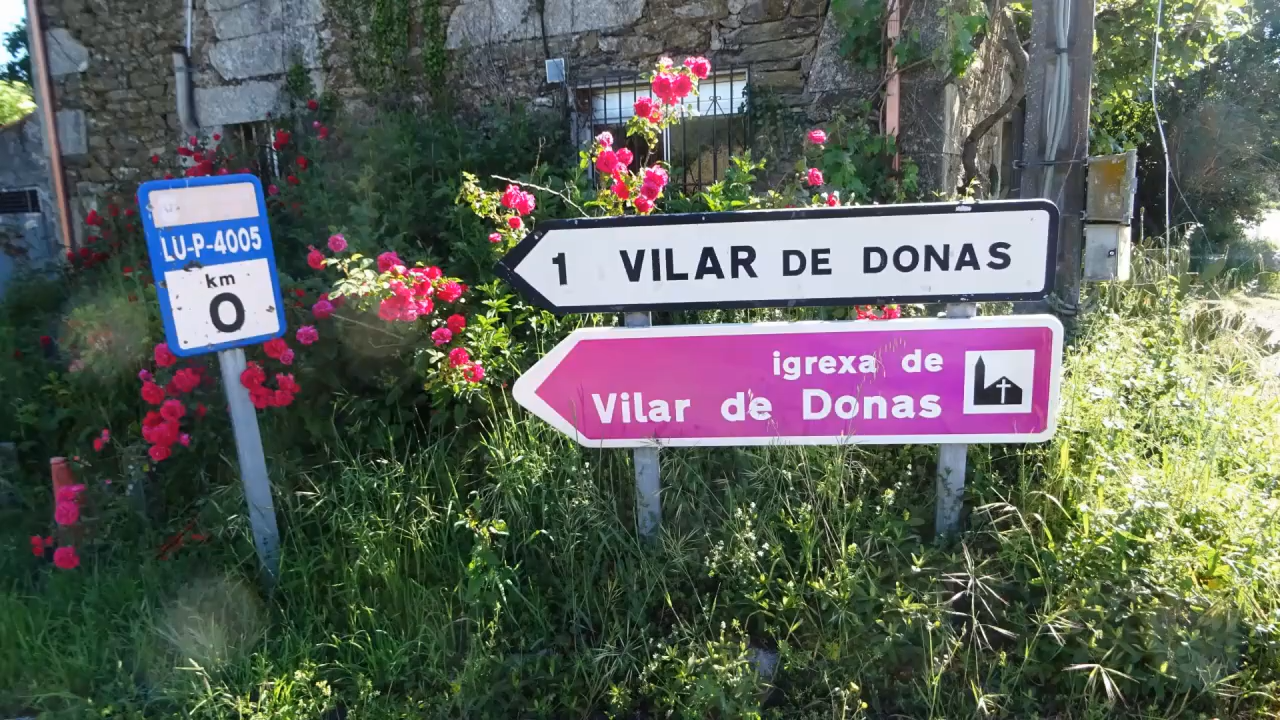 LU-P-4005
km
0
1 VILAR DE DONAS
igrexa de
Vilar de Donas